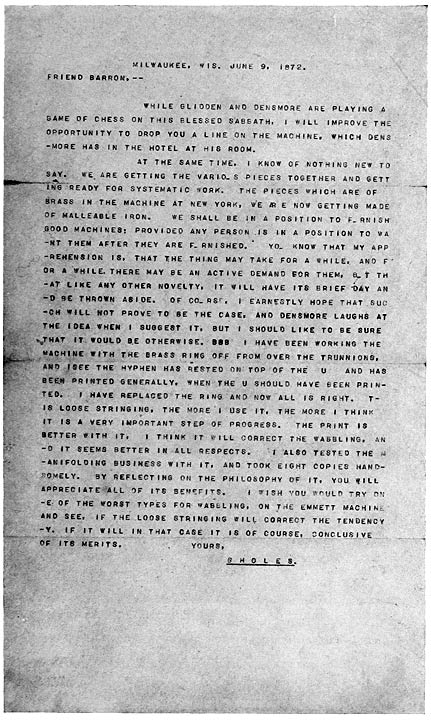 MILWAUKEE, WIS. JUNE 9, 1872.
FRIEND BARRON,--
WHILE GLIDDEN AND DENSMORE ARE PLAYING A
GAME OF CHESS ON THIS BLESSED SABBATH, I WILL IMPROVE THE
OPPORTUNITY TO DROP YOU A LINE ON THE MACHINE, WHICH DENS
-MORE HAS IN THE HOTEL AT HIS ROOM.
AT THE SAME TIME, I KNOW OF NOTHING NEW TO
SAY. WE ARE GETTING THE VARIO_S PIECES TOGETHER AND GETT
ING READY FOR SYSTEMATIC WORK. THE PIECES WHICH ARE OF
BRASS IN THE MACHINE AT NEW YORK, WE ARE NOW GETTING MADE
OF MALLEABLE IRON. WE SHALL BE IN A POSITION TO F_RNISH
GOOD MACHINES; PROVIDED ANY PERSON IS IN A POSITION TO WA
-NT THEM AFTER THEY ARE F_RNISHED. YO_ KNOW THAT MY APP
-REHENSION IS, THAT THE THING MAY TAKE FOR A WHILE, AND F
OR A WHILE, THERE MAY BE AN ACTIVE DEMAND FOR THEM, B_T TH
-AT LIKE ANY OTHER NOVELTY, IT WILL HAVE ITS BRIEF DAY AN
-D BE THROWN ASIDE. OF CO_RSE, I EARNESTLY HOPE THAT SUC
-CH WILL NOT PROVE TO BE THE CASE, AND DENSMORE LAUGHS AT
THE IDEA WHEN I SUGGEST IT, BUT I SHOULD LIKE TO BE SURE
THAT IT WOULD BE OTHERWISE. BBB I HAVE BEEN WORKING THE
MACHINE WITH THE BRASS RING OFF FROM OVER THE TRUNNIONS,
AND ISEE THE HYPHEN HAS RESTED ON TOP OF THE U AND HAS
BEEN PRINTED GENERALLY, WHEN THE U SHOULD HAVE BEEN PRIN-
TED. I HAVE REPLACED THE RING AND NOW ALL IS RIGHT. T-
IS LOOSE STRINGING, THE MORE I USE IT, THE MORE I THINK
IT IS A VERY IMPORTANT STEP OF PROGRESS. THE PRINT IS
BETTER WITH IT, I THINK IT WILL CORRECT THE WABBLING, AN
-D IT SEEMS BETTER IN ALL RESPECTS. I ALSO TESTED THE M
-ANIFOLDING BUSINESS WITH IT, AND TOOK EIGHT COPIES HAND-
SOMELY. BY REFLECTING ON THE PHILOSOPHY OF IT, YOU WILL
APPRECIATE ALL OF ITS BENEFITS. I WISH YOU WOULD TRY ON
-E OF THE WORST TYPES FOR WABBLING, ON THE EMMETT MACHINE
AND SEE, IF THE LOOSE STRINGING WILL CORRECT THE TENDENCY
-Y. IF IT WILL IN THAT CASE IT IS OF COURSE, CONCLUSIVE
OF ITS MERITS. YOURS,
SHOLES.